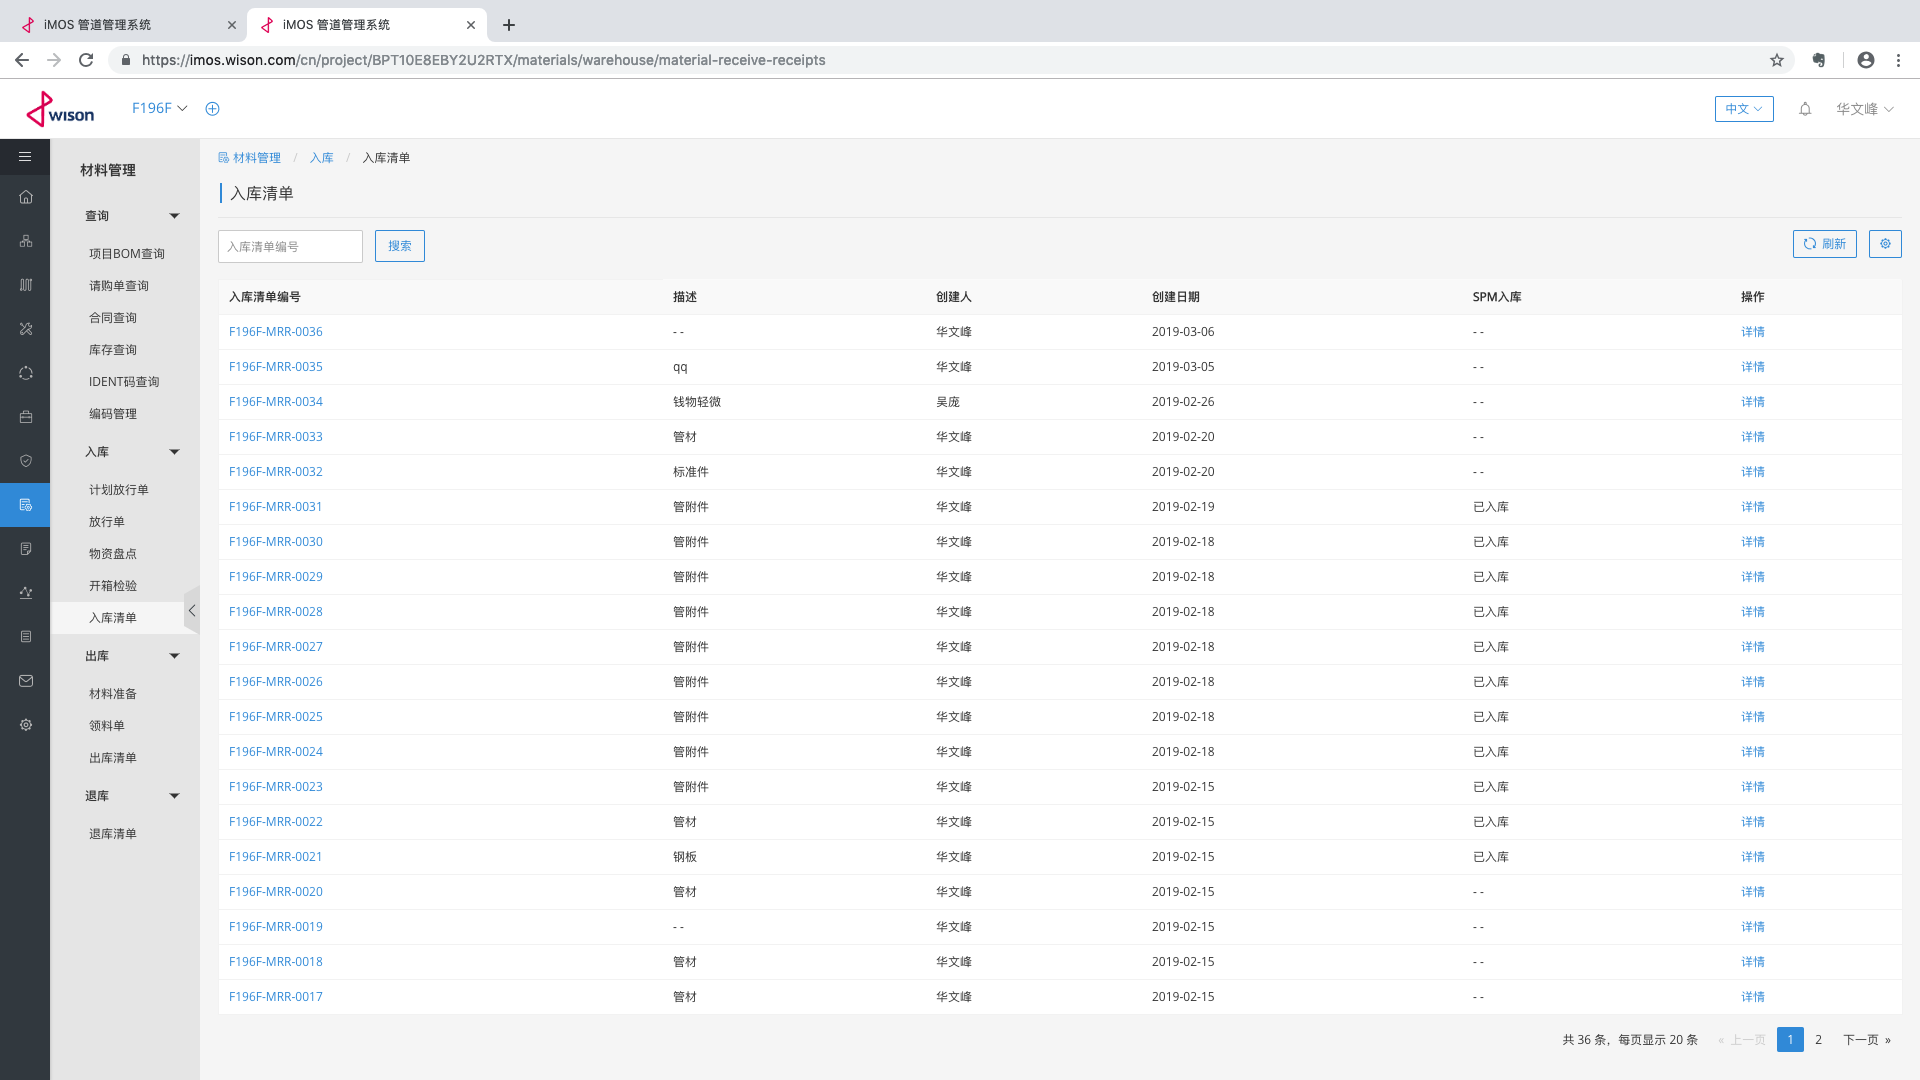 iMOS 管道管理系统
iMOS 管道管理系统
https://imos.wison.com/cn/project/BPT10E8EBY2U2RTX/materials/warehouse/material-receive-receipts
wison
F196F
中文
华文峰
材料管理
查询
项目BOM查询
请购单查询
合同查询
库存查询
IDENT码查询
编码管理
入库
计划放行单
放行单
物资盘点
开箱检验
入库清单
出库
材料准备
领料单
出库清单
退库
退库清单
材料管理 / 入库 / 入库清单
入库清单
入库清单编号 搜索 刷新
入库清单编号 描述 创建人 创建日期 SPM入库 操作
F196F-MRR-0036 - - 华文峰 2019-03-06 - - 详情
F196F-MRR-0035 qq 华文峰 2019-03-05 - - 详情
F196F-MRR-0034 钱物轻微 吴庞 2019-02-26 - - 详情
F196F-MRR-0033 管材 华文峰 2019-02-20 - - 详情
F196F-MRR-0032 标准件 华文峰 2019-02-20 - - 详情
F196F-MRR-0031 管附件 华文峰 2019-02-19 已入库 详情
F196F-MRR-0030 管附件 华文峰 2019-02-18 已入库 详情
F196F-MRR-0029 管附件 华文峰 2019-02-18 已入库 详情
F196F-MRR-0028 管附件 华文峰 2019-02-18 已入库 详情
F196F-MRR-0027 管附件 华文峰 2019-02-18 已入库 详情
F196F-MRR-0026 管附件 华文峰 2019-02-18 已入库 详情
F196F-MRR-0025 管附件 华文峰 2019-02-18 已入库 详情
F196F-MRR-0024 管附件 华文峰 2019-02-18 已入库 详情
F196F-MRR-0023 管附件 华文峰 2019-02-15 已入库 详情
F196F-MRR-0022 管材 华文峰 2019-02-15 已入库 详情
F196F-MRR-0021 钢板 华文峰 2019-02-15 已入库 详情
F196F-MRR-0020 管材 华文峰 2019-02-15 - - 详情
F196F-MRR-0019 - - 华文峰 2019-02-15 - - 详情
F196F-MRR-0018 管材 华文峰 2019-02-15 - - 详情
F196F-MRR-0017 管材 华文峰 2019-02-15 - - 详情
共 36 条，每页显示 20 条 « 上一页 1 2 下一页 »